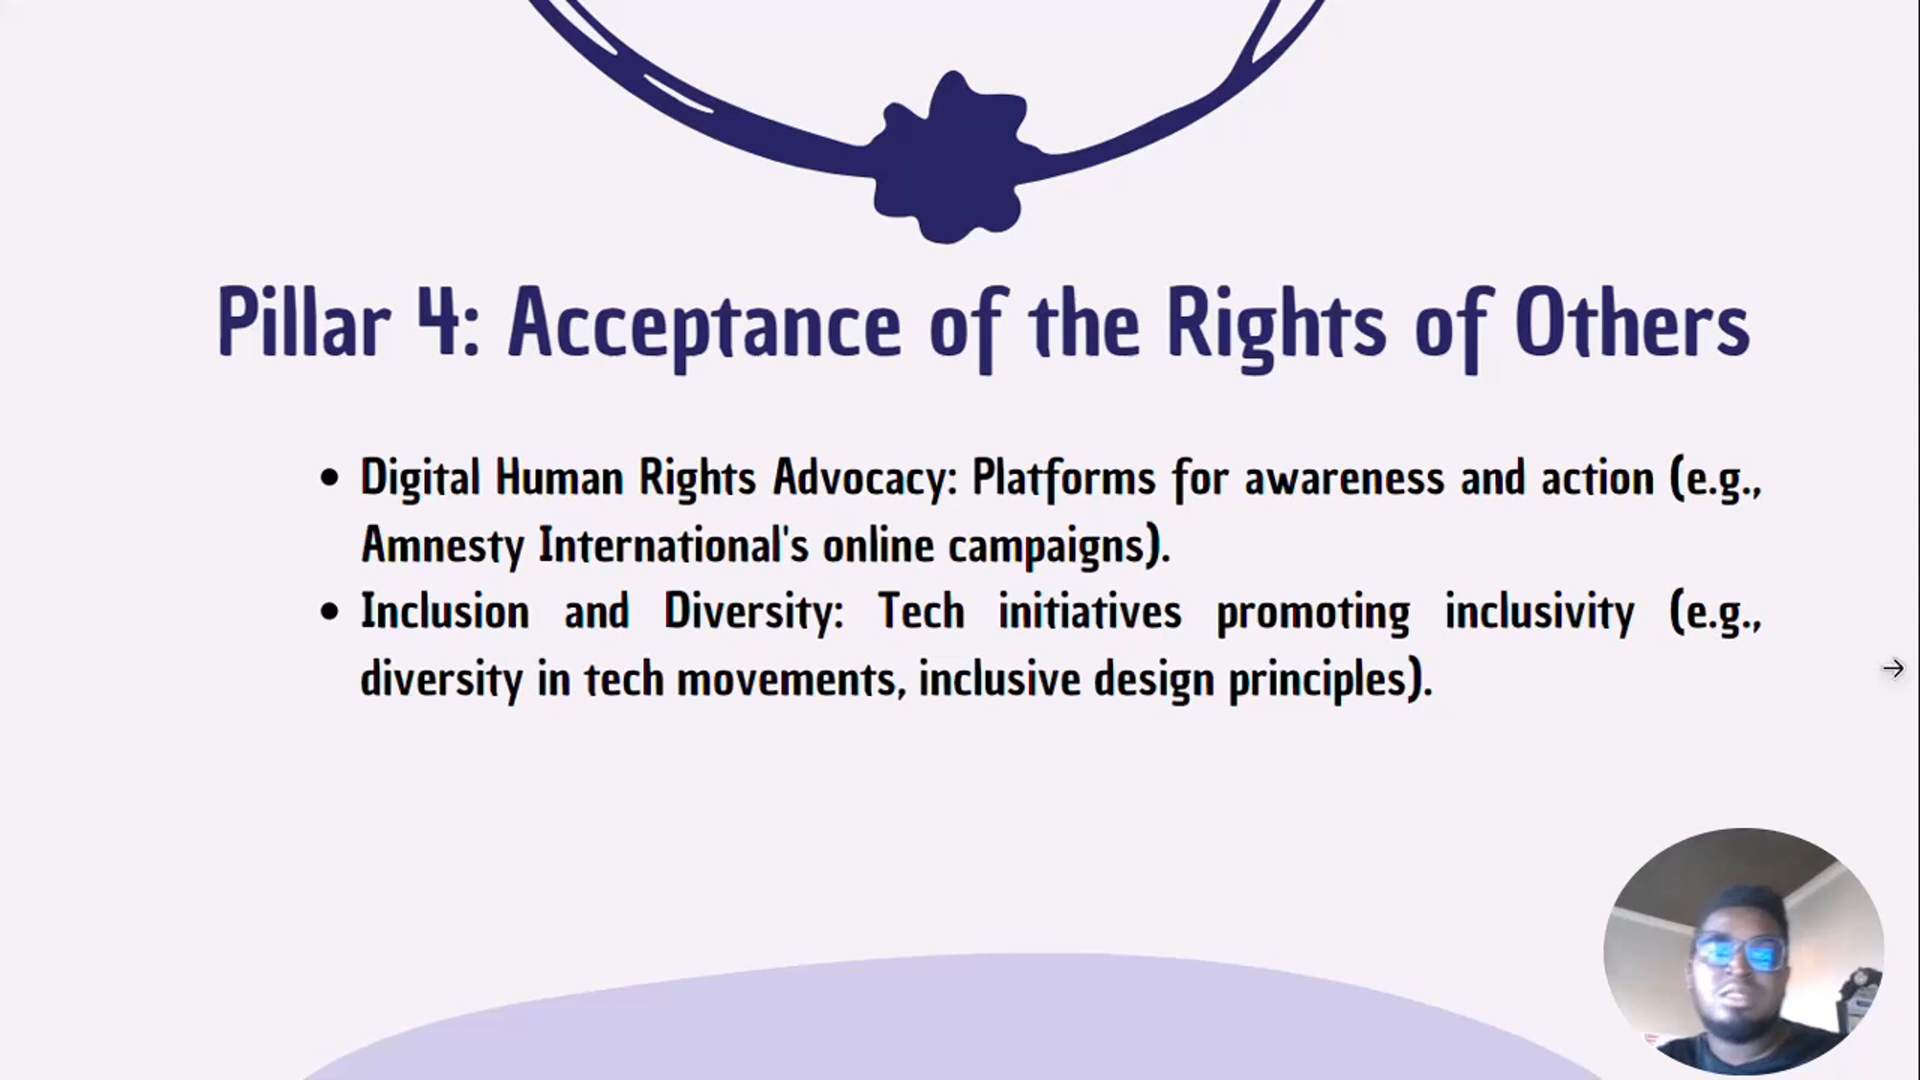 Pillar 4: Acceptance of the Rights of Others
• Digital Human Rights Advocacy: Platforms for awareness and action (e.g.,
Amnesty International's online campaigns).
• Inclusion and Diversity: Tech initiatives promoting inclusivity (e.g.,
diversity in tech movements, inclusive design principles).